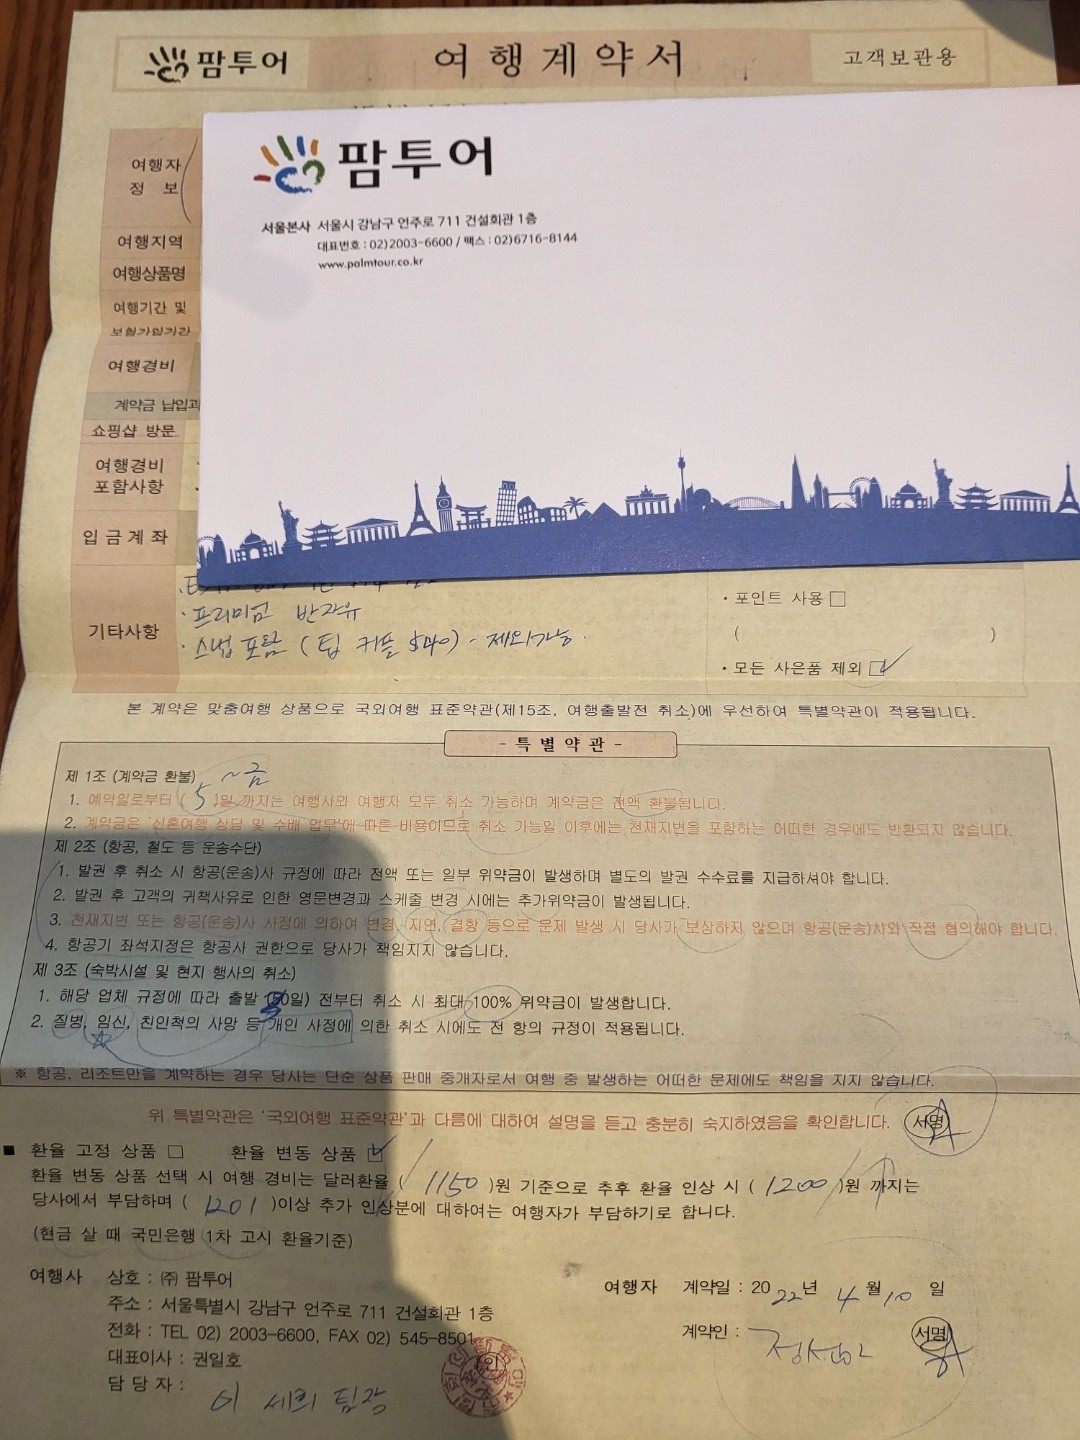 팜투어 여행계약서 고객보관용
여행자
정 보
여행지역
여행상품명
여행기간 및
보험가입기간
여행경비
계약금 납입과
쇼핑샵 방문
여행경비
포함사항
입금계좌
기타사항
팜투어
서울본사 서울시 강남구 언주로 711 건설회관 1층
대표번호 : 02)2003-6600 / 팩스 : 02)6716-8144
www.palmtour.co.kr
· 프리미엄 반자유
· 스냅 포함 (팁 커플 $40) - 제외가능.
· 포인트 사용 □
( )
· 모든 사은품 제외 ☑
본 계약은 맞춤여행 상품으로 국외여행 표준약관(제15조, 여행출발전 취소)에 우선하여 특별약관이 적용됩니다.
- 특별약관 -
제 1조 (계약금 환불) ~금
1. 예약일로부터 ( 5 )일 까지는 여행사와 여행자 모두 취소 가능하며 계약금은 전액 환불됩니다.
2. 계약금은 '신혼여행 상담 및 수배 업무'에 따른 비용이므로 취소 가능일 이후에는 천재지변을 포함하는 어떠한 경우에도 반환되지 않습니다.
제 2조 (항공, 철도 등 운송수단)
1. 발권 후 취소 시 항공(운송)사 규정에 따라 전액 또는 일부 위약금이 발생하며 별도의 발권 수수료를 지급하셔야 합니다.
2. 발권 후 고객의 귀책사유로 인한 영문변경과 스케줄 변경 시에는 추가위약금이 발생됩니다.
3. 천재지변 또는 항공(운송)사 사정에 의하여 변경, 지연, 결항 등으로 문제 발생 시 당사가 보상하지 않으며 항공(운송)사와 직접 협의해야 합니다.
4. 항공기 좌석지정은 항공사 권한으로 당사가 책임지지 않습니다.
제 3조 (숙박시설 및 현지 행사의 취소)
1. 해당 업체 규정에 따라 출발 일) 전부터 취소 시 최대 100% 위약금이 발생합니다.
2. 질병, 임신, 친인척의 사망 등 개인 사정에 의한 취소 시에도 전 항의 규정이 적용됩니다.
※ 항공, 리조트만을 계약하는 경우 당사는 단순 상품 판매 중개자로서 여행 중 발생하는 어떠한 문제에도 책임을 지지 않습니다.
위 특별약관은 '국외여행 표준약관'과 다름에 대하여 설명을 듣고 충분히 숙지하였음을 확인합니다. 서명
■ 환율 고정 상품 □ 환율 변동 상품 ☑
환율 변동 상품 선택 시 여행 경비는 달러환율 ( 1150 )원 기준으로 추후 환율 인상 시 ( 1200 )원 까지는
당사에서 부담하며 ( 1201 )이상 추가 인상분에 대하여는 여행자가 부담하기로 합니다.
(현금 살 때 국민은행 1차 고시 환율기준)
여행사 상호 : ㈜ 팜투어
주소 : 서울특별시 강남구 언주로 711 건설회관 1층
전화 : TEL 02) 2003-6600, FAX 02) 545-8501
대표이사 : 권일호 (인)
담 당 자 : 이 세희 팀장
여행자 계약일 : 2022년 4월 10 일
계약인 : 서명